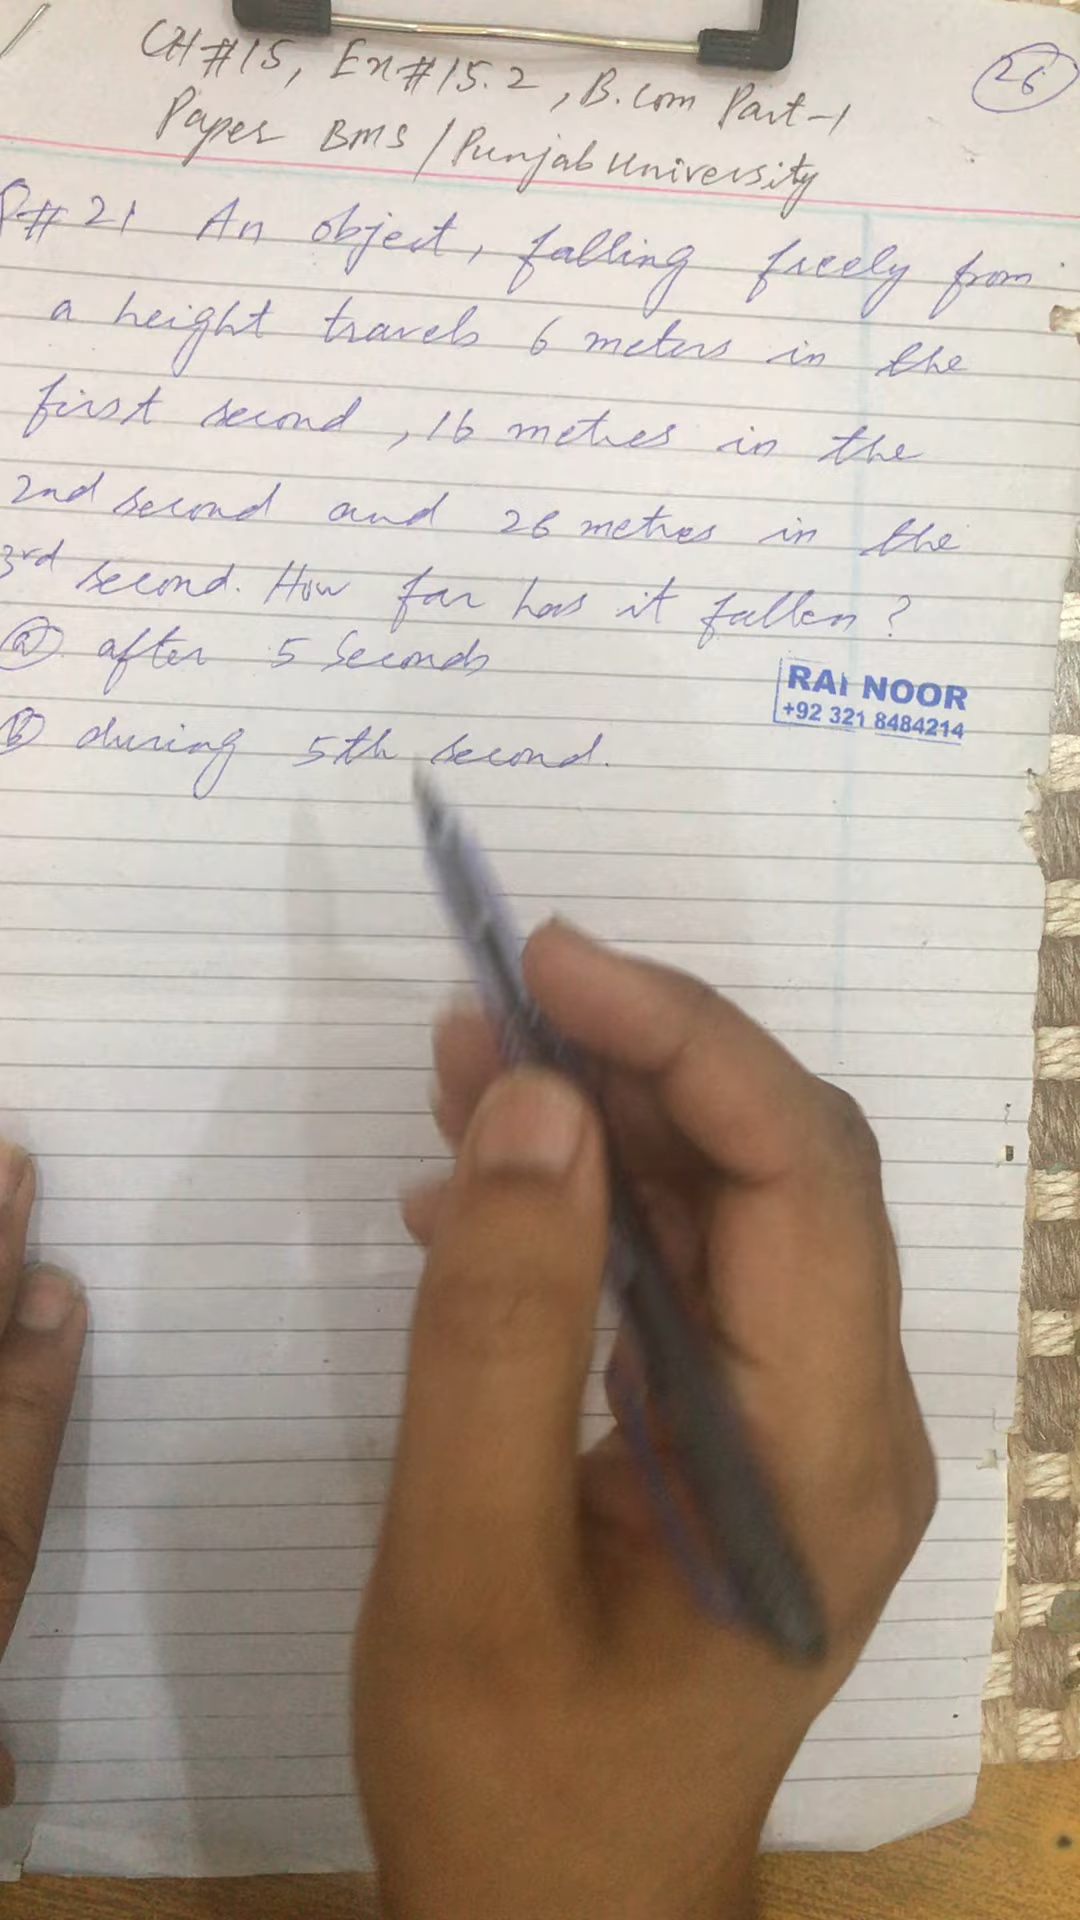 CH#15, Ex#15.2, B.Com Part-1
26
Paper BMS / Punjab University
Q#21 An object, falling freely from
a height travels 6 meters in the
first second, 16 metres in the
2nd second and 26 metres in the
3rd second. How far has it fallen?
(a) after 5 Seconds
(b) during 5th second.
RAI NOOR
+92 321 8484214